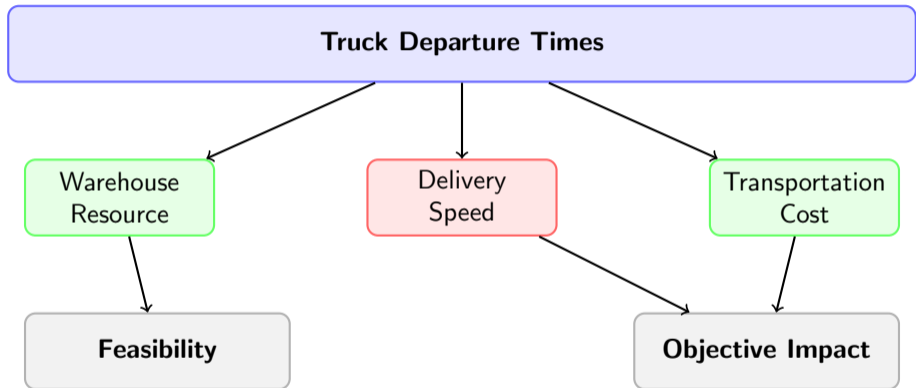 Truck Departure Times
Warehouse
Resource
Delivery
Speed
Transportation
Cost
Feasibility
Objective Impact